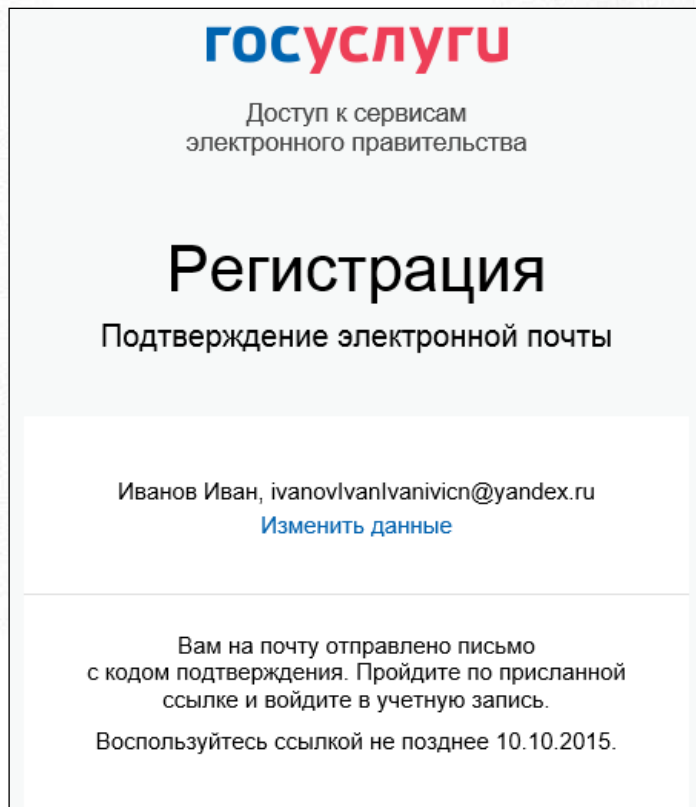 госуслуги
Доступ к сервисам
электронного правительства
Регистрация
Подтверждение электронной почты
Иванов Иван, ivanovIvanIvanivicn@yandex.ru
Изменить данные
Вам на почту отправлено письмо
с кодом подтверждения. Пройдите по присланной
ссылке и войдите в учетную запись.
Воспользуйтесь ссылкой не позднее 10.10.2015.